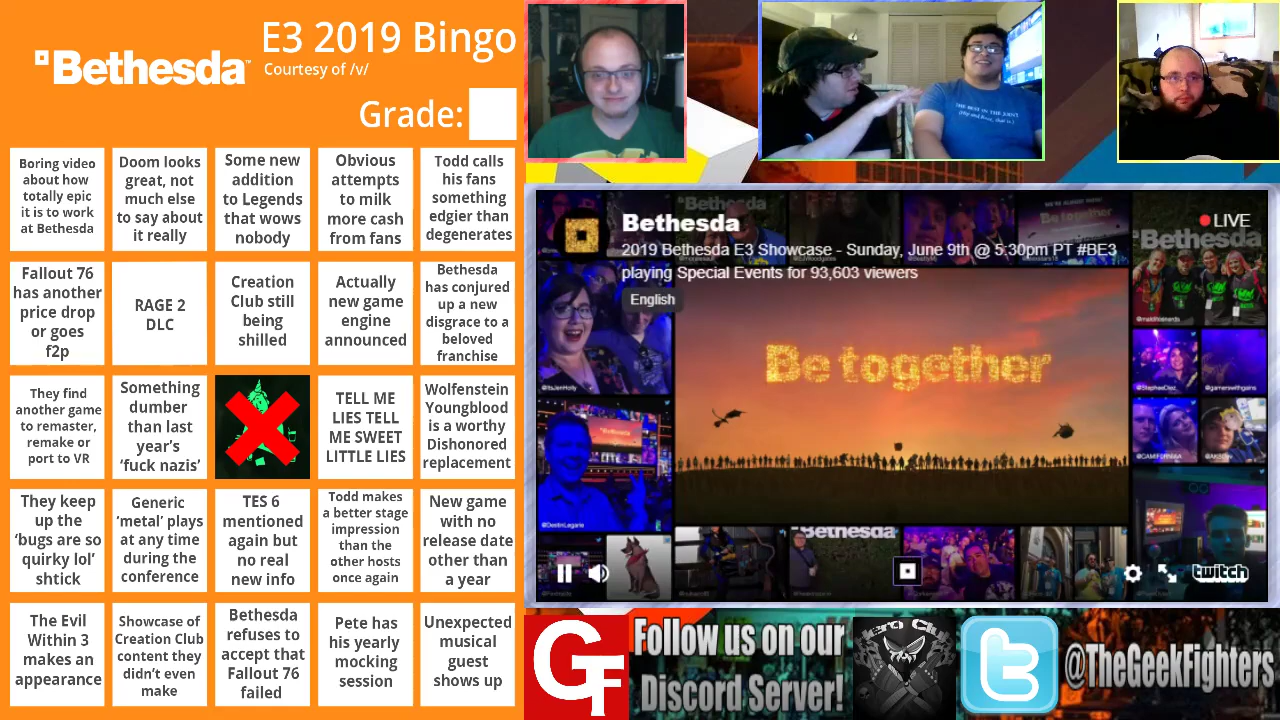 E3 2019 Bingo
Bethesda™
Courtesy of /v/
Grade:
Boring video
about how
totally epic
it is to work
at Bethesda
Doom looks
great, not
much else
to say about
it really
Some new
addition
to Legends
that wows
nobody
Obvious
attempts
to milk
more cash
from fans
Todd calls
his fans
something
edgier than
degenerates
Fallout 76
has another
price drop
or goes
f2p
RAGE 2
DLC
Creation
Club still
being
shilled
Actually
new game
engine
announced
Bethesda
has conjured
up a new
disgrace to a
beloved
franchise
They find
another game
to remaster,
remake or
port to VR
Something
dumber
than last
year's
'fuck nazis'
TELL ME
LIES TELL
ME SWEET
LITTLE LIES
Wolfenstein
Youngblood
is a worthy
Dishonored
replacement
They keep
up the
'bugs are so
quirky lol'
shtick
Generic
'metal' plays
at any time
during the
conference
TES 6
mentioned
again but
no real
new info
Todd makes
a better stage
impression
than the
other hosts
once again
New game
with no
release date
other than
a year
The Evil
Within 3
makes an
appearance
Showcase of
Creation Club
content they
didn't even
make
Bethesda
refuses to
accept that
Fallout 76
failed
Pete has
his yearly
mocking
session
Unexpected
musical
guest
shows up
THE BEST IN THE JOINT
Bethesda
LIVE
2019 Bethesda E3 Showcase - Sunday, June 9th @ 5:30pm PT #BE3
playing Special Events for 93,603 viewers
English
Be together
Be together
Bethesda
Bethesda
@ItsJenHolly
@DestinLegarie
twitch
GF
Follow us on our
Discord Server!
@TheGeekFighters